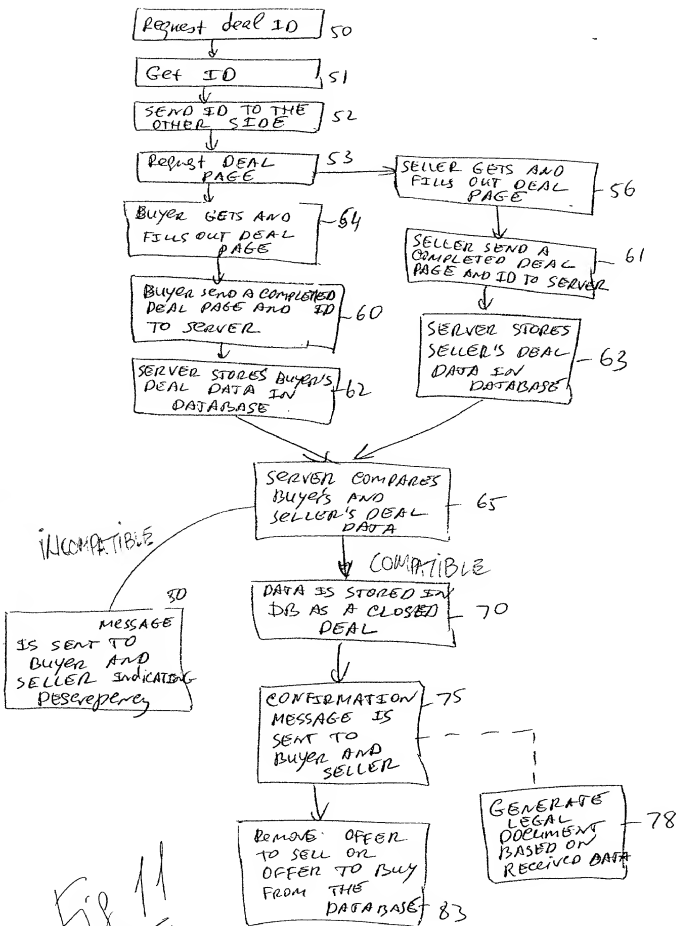 Request deal ID
50
Get ID
51
SEND ID TO THE
OTHER SIDE
52
Request DEAL
PAGE
53
SELLER GETS AND
FILLS OUT DEAL
PAGE
56
BUYER GETS AND
FILLS OUT DEAL
PAGE
54
SELLER SEND A
COMPLETED DEAL
PAGE AND ID TO SERVER
61
BUYER SEND A COMPLETED
DEAL PAGE AND ID
TO SERVER
60
SERVER STORES
SELLER'S DEAL
DATA IN
DATABASE
63
SERVER STORES BUYER'S
DEAL DATA IN
DATABASE
62
SERVER COMPARES
BUYER'S AND
SELLER'S DEAL
DATA
65
INCOMPATIBLE
COMPATIBLE
80
MESSAGE
IS SENT TO
BUYER AND
SELLER INDICATING
DESCREPENCY
DATA IS STORED IN
DB AS A CLOSED
DEAL
70
CONFIRMATION
MESSAGE IS
SENT TO
BUYER AND
SELLER
75
GENERATE
LEGAL
DOCUMENT
BASED ON
RECEIVED DATA
78
REMOVE OFFER
TO SELL OR
OFFER TO BUY
FROM THE
DATABASE
83
Fig 11